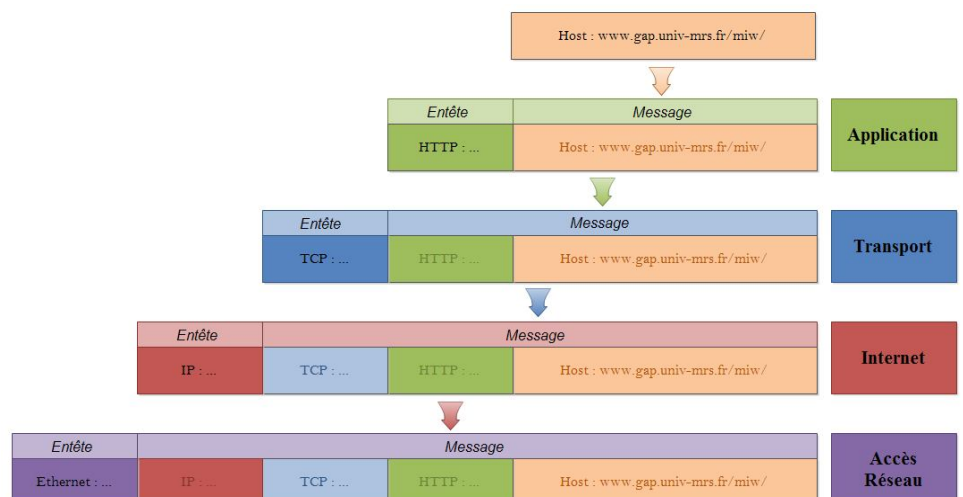 Host : www.gap.univ-mrs.fr/miw/
Entête Message
HTTP : ... Host : www.gap.univ-mrs.fr/miw/
Application
Entête Message
TCP : ... HTTP : ... Host : www.gap.univ-mrs.fr/miw/
Transport
Entête Message
IP : ... TCP : ... HTTP : ... Host : www.gap.univ-mrs.fr/miw/
Internet
Entête Message
Ethernet : ... IP : ... TCP : ... HTTP : ... Host : www.gap.univ-mrs.fr/miw/
Accès
Réseau